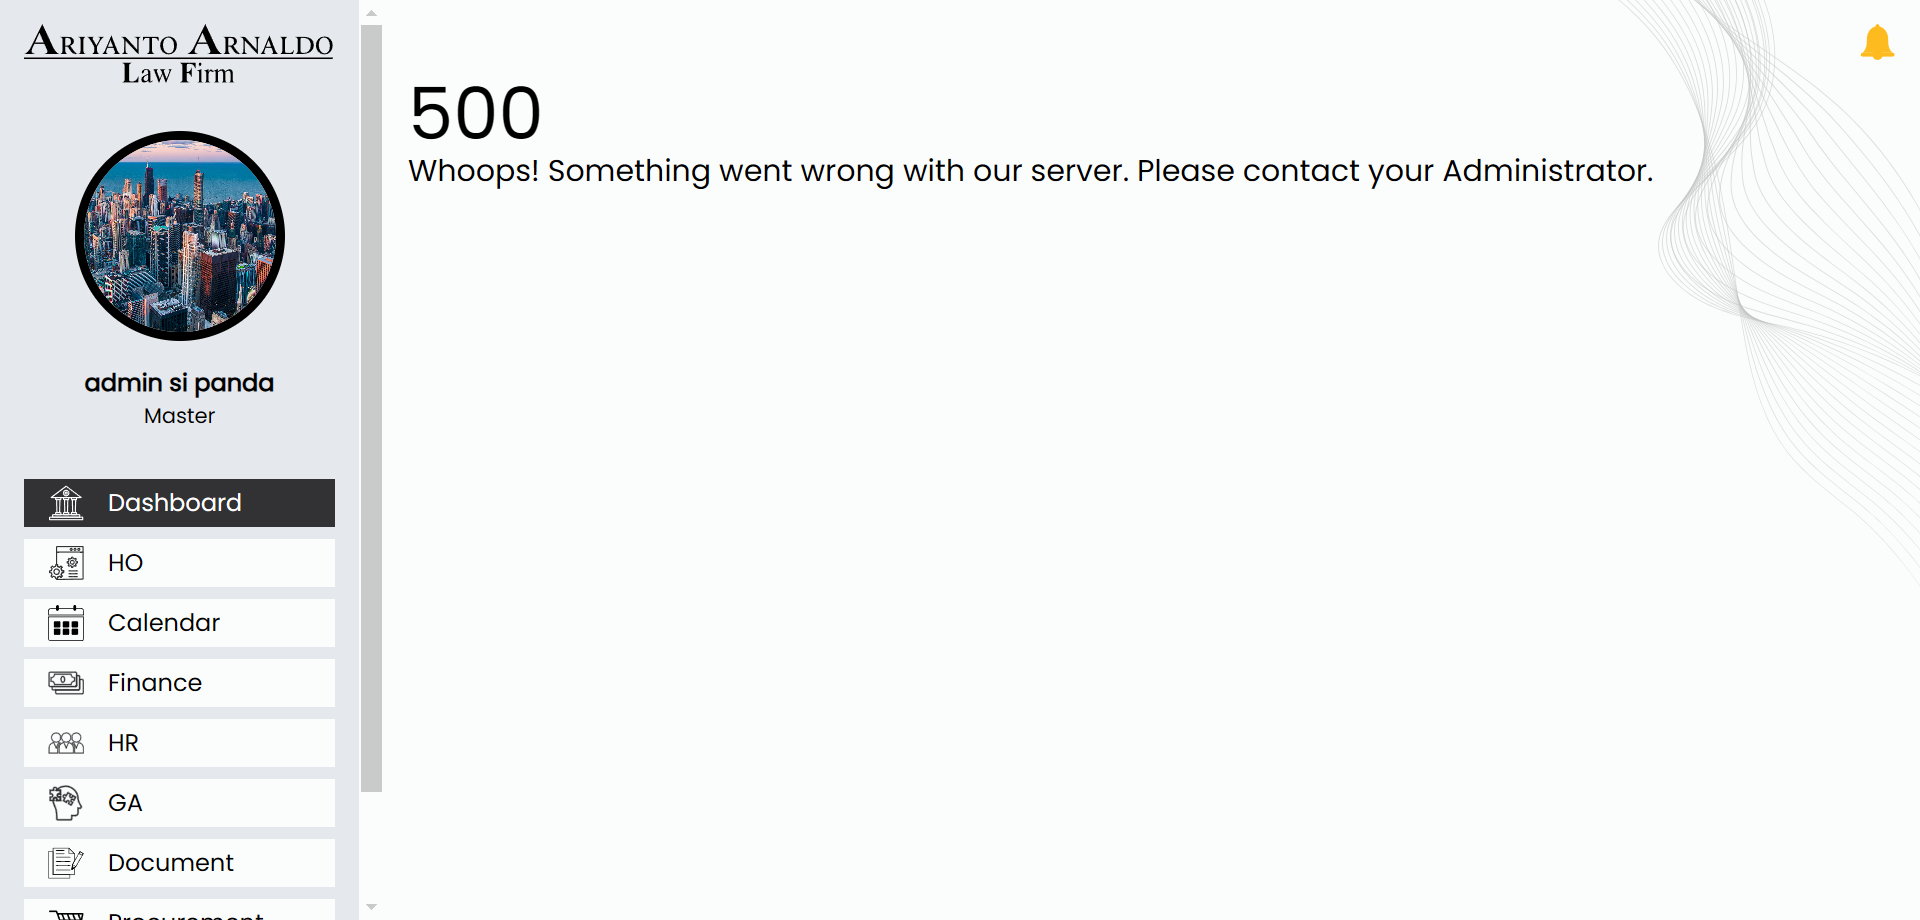 ARIYANTO ARNALDO
Law Firm
admin si panda
Master
Dashboard
HO
Calendar
Finance
HR
GA
Document
Procurement
500
Whoops! Something went wrong with our server. Please contact your Administrator.